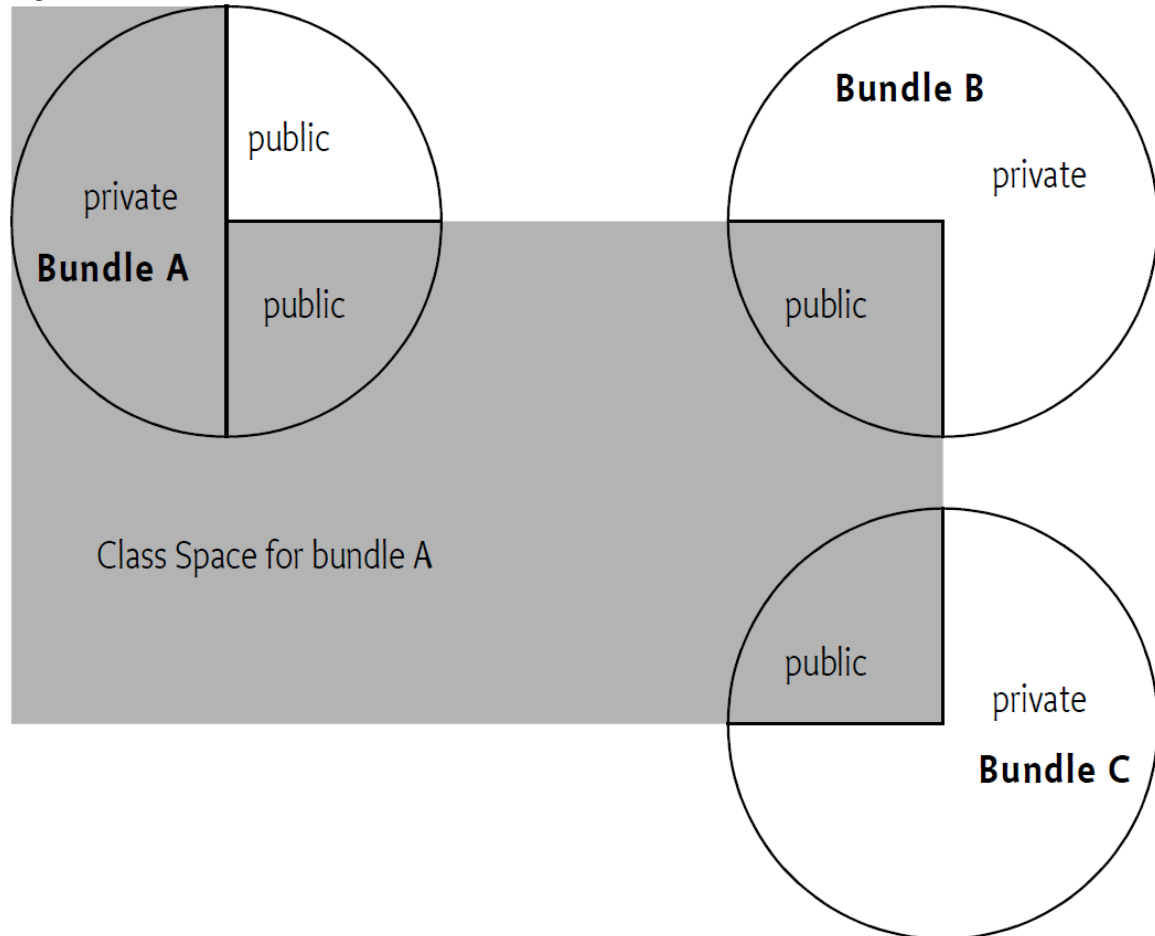 public
private
Bundle A
public
Bundle B
private
public
Class Space for bundle A
public
private
Bundle C